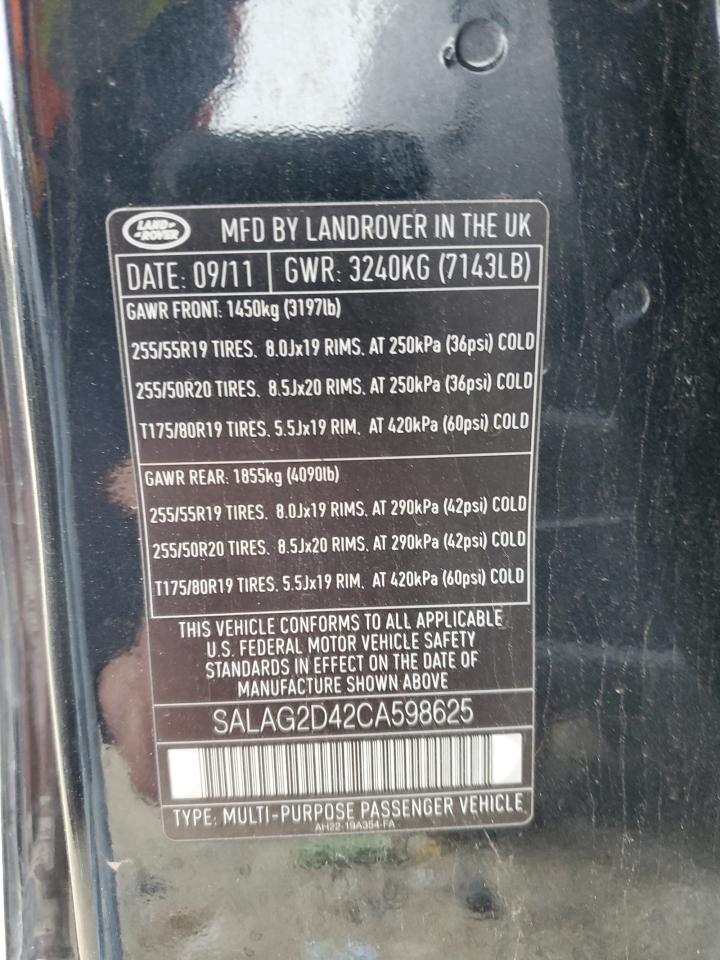 LAND-
-ROVER
MFD BY LANDROVER IN THE UK
DATE: 09/11 GWR: 3240KG (7143LB)
GAWR FRONT: 1450kg (3197lb)
255/55R19 TIRES. 8.0Jx19 RIMS. AT 250kPa (36psi) COLD
255/50R20 TIRES. 8.5Jx20 RIMS. AT 250kPa (36psi) COLD
T175/80R19 TIRES. 5.5Jx19 RIM. AT 420kPa (60psi) COLD
GAWR REAR: 1855kg (4090lb)
255/55R19 TIRES. 8.0Jx19 RIMS. AT 290kPa (42psi) COLD
255/50R20 TIRES. 8.5Jx20 RIMS. AT 290kPa (42psi) COLD
T175/80R19 TIRES. 5.5Jx19 RIM. AT 420kPa (60psi) COLD
THIS VEHICLE CONFORMS TO ALL APPLICABLE
U.S. FEDERAL MOTOR VEHICLE SAFETY
STANDARDS IN EFFECT ON THE DATE OF
MANUFACTURE SHOWN ABOVE
SALAG2D42CA598625
TYPE: MULTI-PURPOSE PASSENGER VEHICLE
AH22-19A354-FA